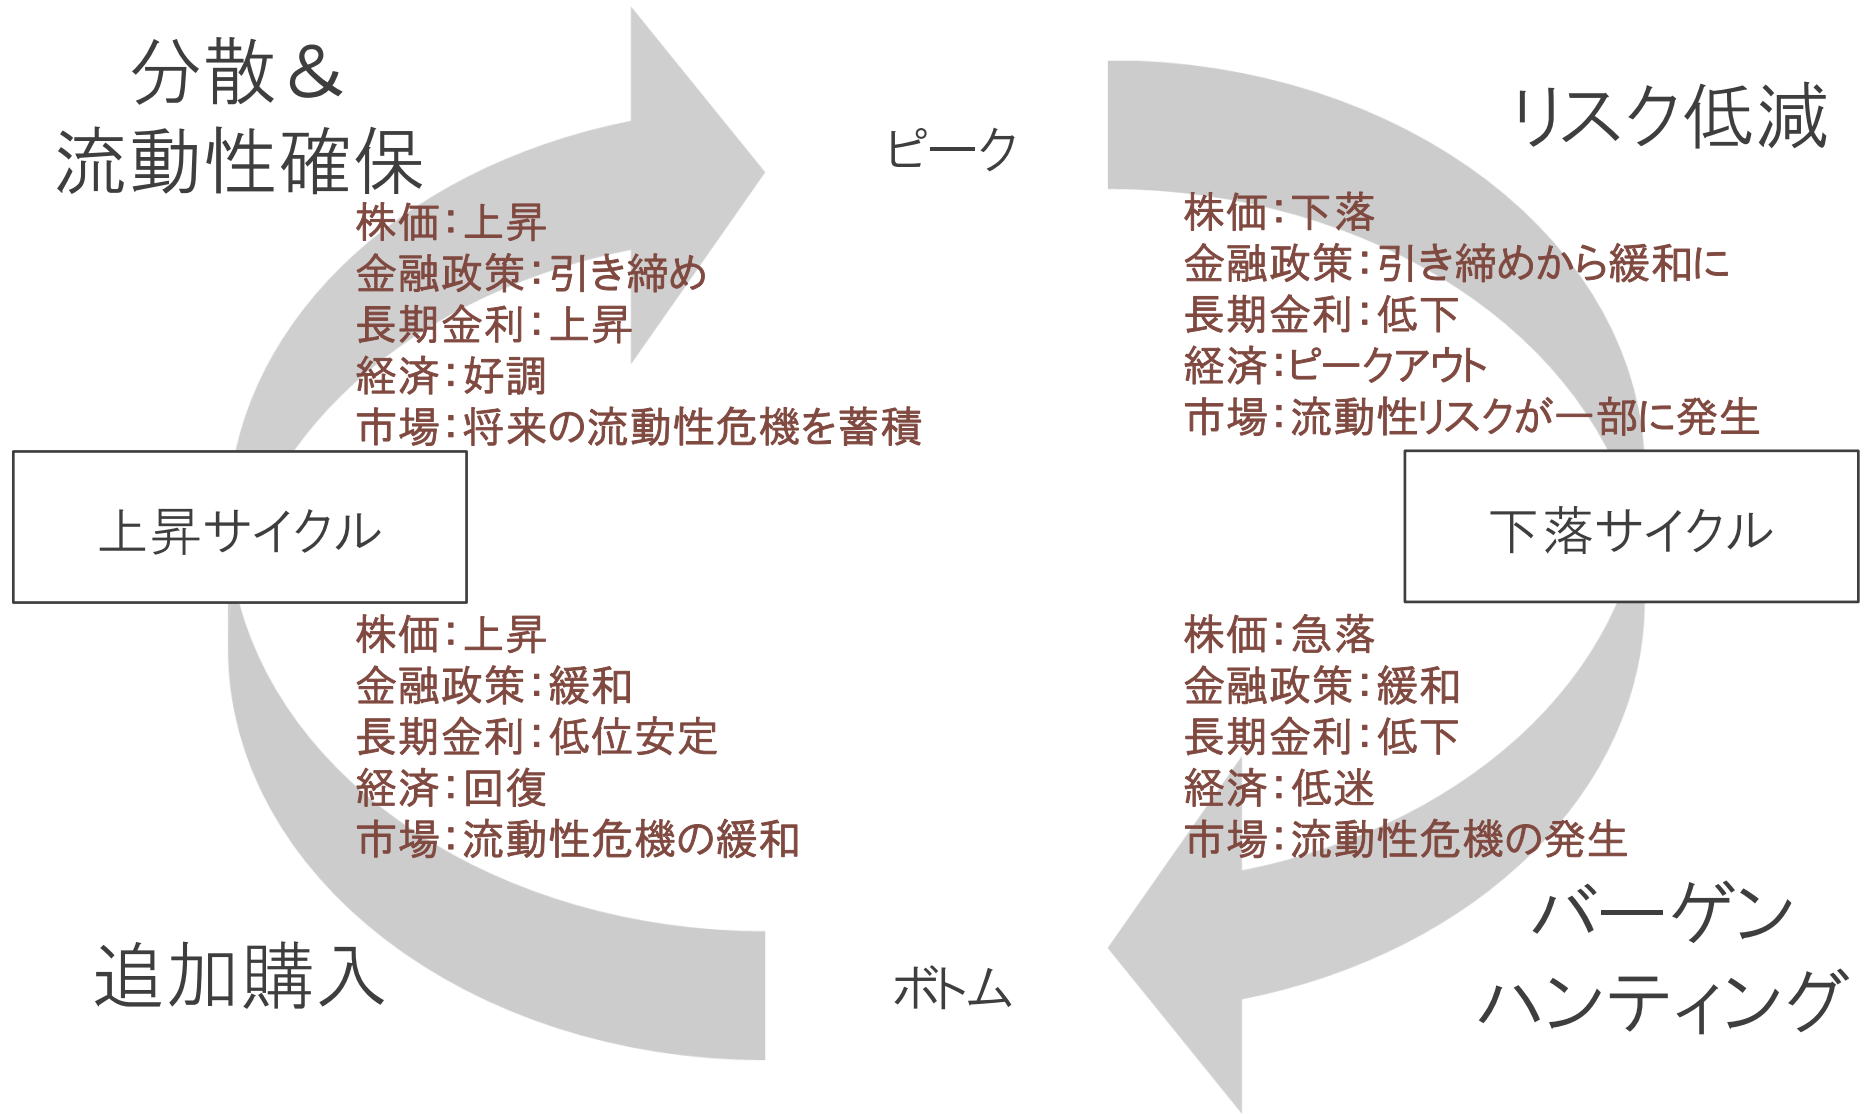 分散＆
流動性確保
ピーク
リスク低減
株価：上昇
金融政策：引き締め
長期金利：上昇
経済：好調
市場：将来の流動性危機を蓄積
株価：下落
金融政策：引き締めから緩和に
長期金利：低下
経済：ピークアウト
市場：流動性リスクが一部に発生
上昇サイクル
下落サイクル
株価：上昇
金融政策：緩和
長期金利：低位安定
経済：回復
市場：流動性危機の緩和
株価：急落
金融政策：緩和
長期金利：低下
経済：低迷
市場：流動性危機の発生
追加購入
ボトム
バーゲン
ハンティング